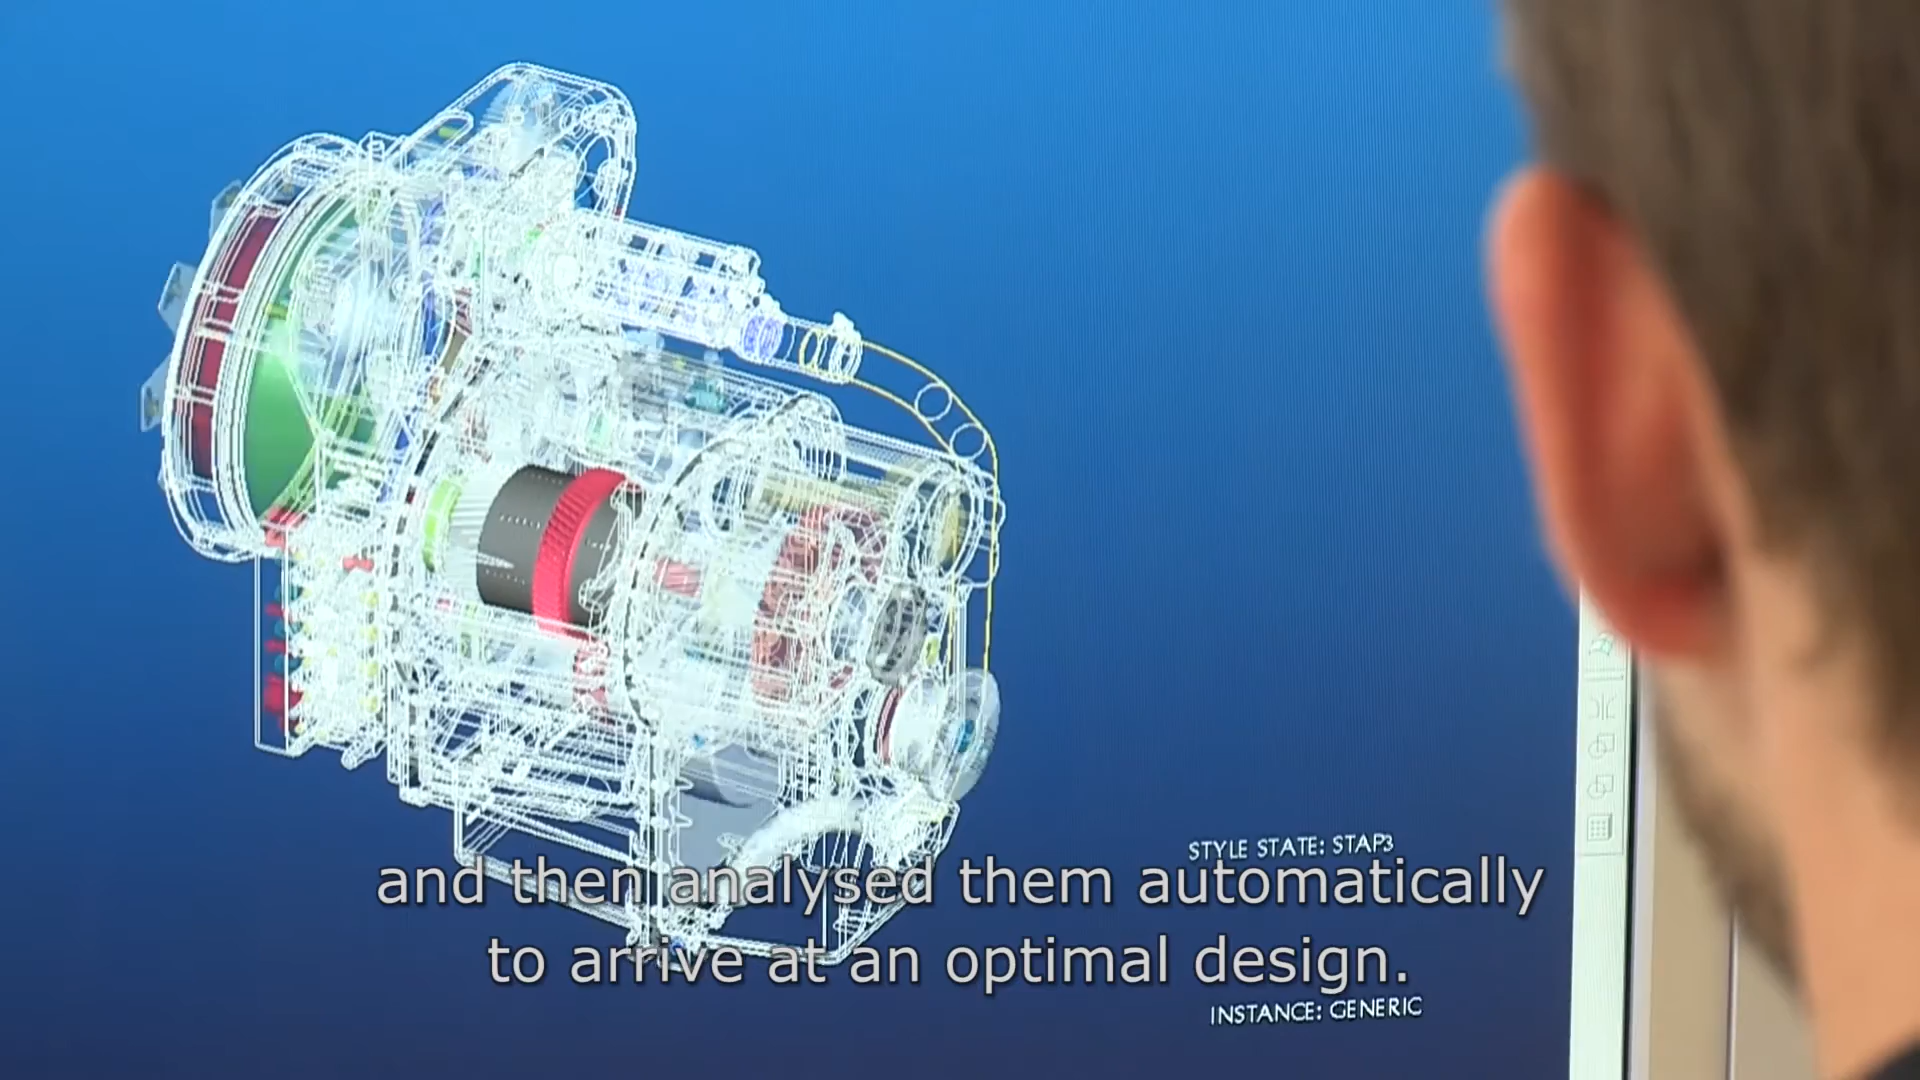 STYLE STATE: STAP3
and then analysed them automatically
to arrive at an optimal design.
INSTANCE: GENERIC